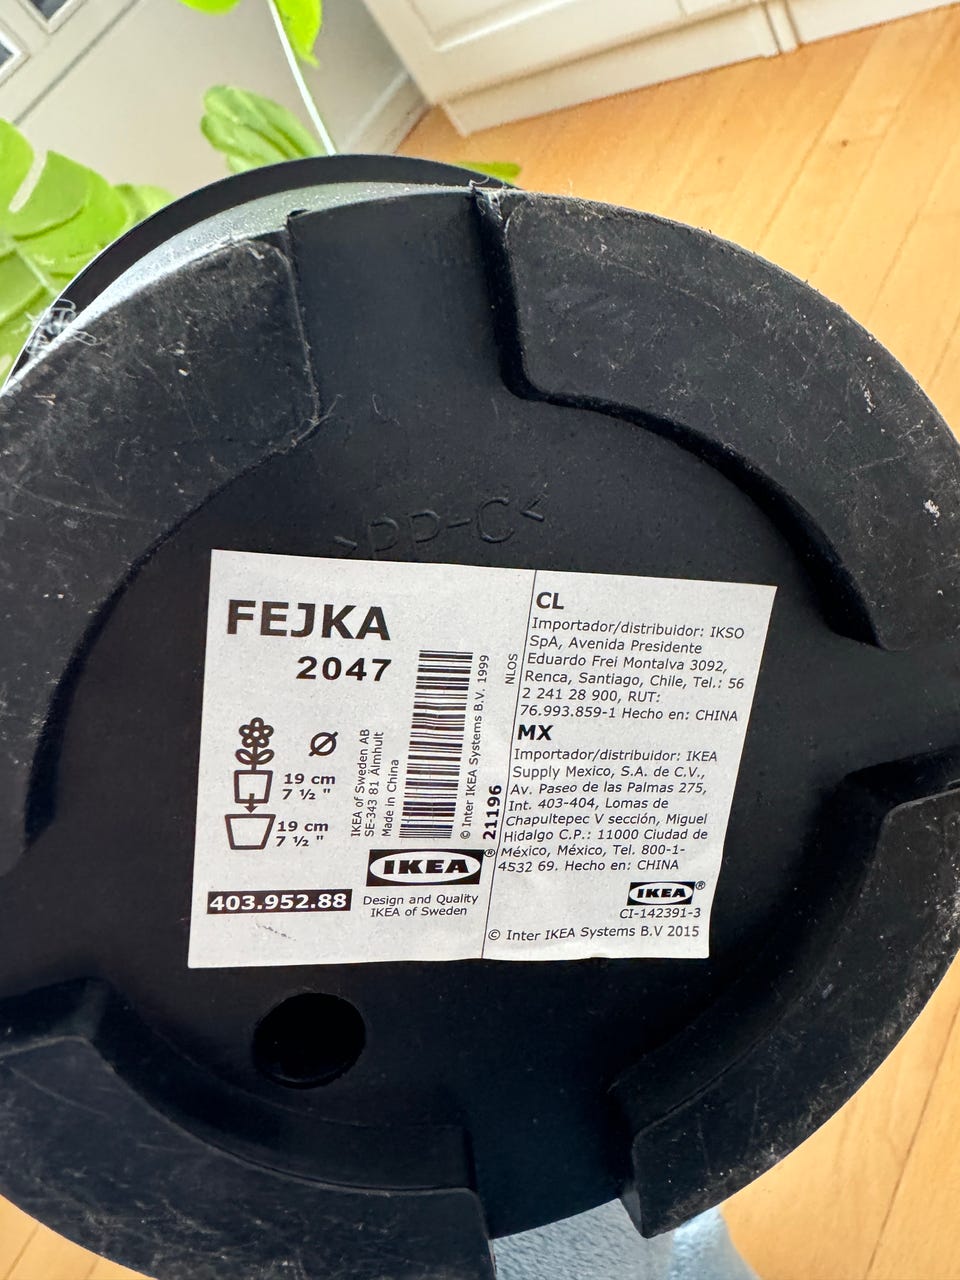 >PP-C<
FEJKA
2047
Ø
19 cm
7 ½ "
19 cm
7 ½ "
403.952.88
IKEA of Sweden AB
SE-343 81 Älmhult
Made in China
© Inter IKEA Systems B.V. 1999
21196
NLOS
IKEA®
Design and Quality
IKEA of Sweden
CL
Importador/distribuidor: IKSO
SpA, Avenida Presidente
Eduardo Frei Montalva 3092,
Renca, Santiago, Chile, Tel.: 56
2 241 28 900, RUT:
76.993.859-1 Hecho en: CHINA
MX
Importador/distribuidor: IKEA
Supply Mexico, S.A. de C.V.,
Av. Paseo de las Palmas 275,
Int. 403-404, Lomas de
Chapultepec V sección, Miguel
Hidalgo C.P.: 11000 Ciudad de
México, México, Tel. 800-1-
4532 69. Hecho en: CHINA
IKEA®
CI-142391-3
© Inter IKEA Systems B.V 2015